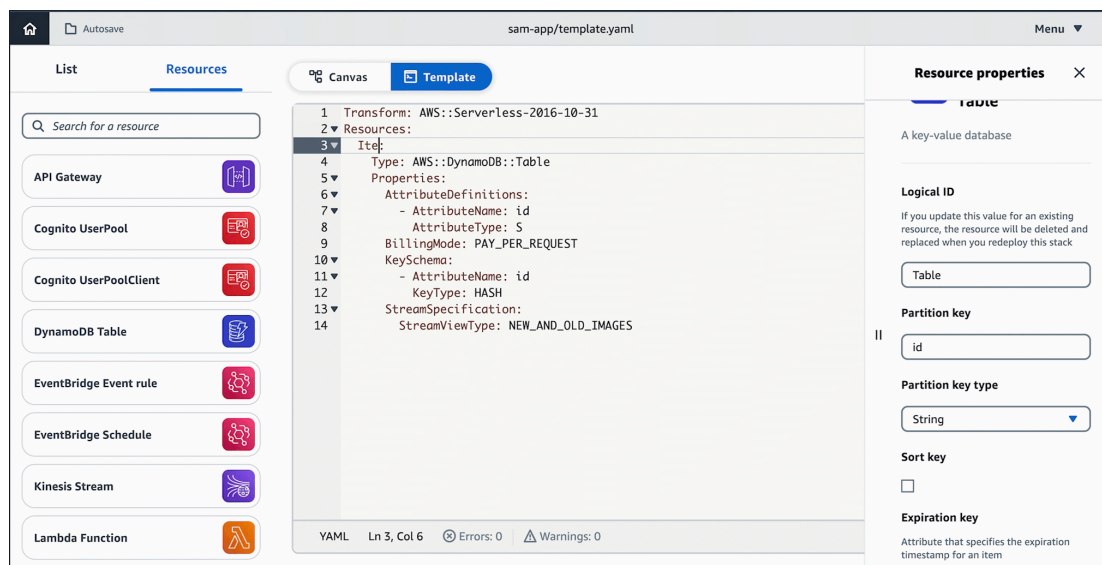 Autosave
sam-app/template.yaml
Menu
List
Resources
Search for a resource
API Gateway
Cognito UserPool
Cognito UserPoolClient
DynamoDB Table
EventBridge Event rule
EventBridge Schedule
Kinesis Stream
Lambda Function
Canvas
Template
1 Transform: AWS::Serverless-2016-10-31
2 Resources:
3 Ite:
4 Type: AWS::DynamoDB::Table
5 Properties:
6 AttributeDefinitions:
7 - AttributeName: id
8 AttributeType: S
9 BillingMode: PAY_PER_REQUEST
10 KeySchema:
11 - AttributeName: id
12 KeyType: HASH
13 StreamSpecification:
14 StreamViewType: NEW_AND_OLD_IMAGES
YAML Ln 3, Col 6 Errors: 0 Warnings: 0
Resource properties
Table
A key-value database
Logical ID
If you update this value for an existing
resource, the resource will be deleted and
replaced when you redeploy this stack
Table
Partition key
id
Partition key type
String
Sort key
Expiration key
Attribute that specifies the expiration
timestamp for an item